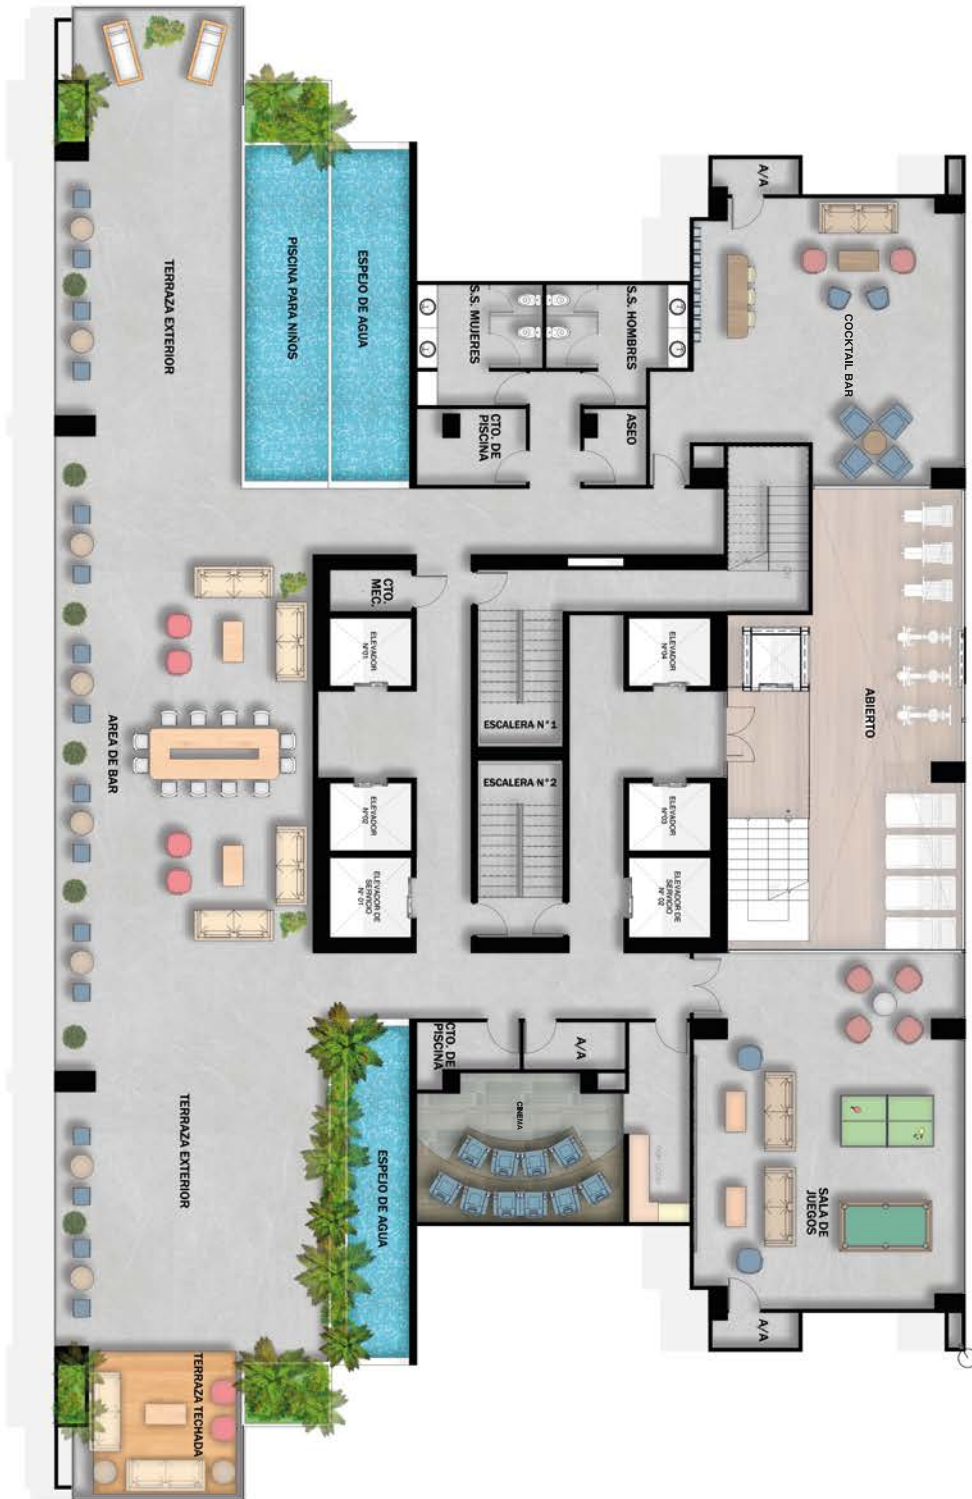 A/A
TERRAZA EXTERIOR
PISCINA PARA NIÑOS
ESPEJO DE AGUA
S.S. MUJERES
S.S. HOMBRES
COCKTAIL BAR
CTO. DE
PISCINA
ASEO
CTO.
MEC.
ELEVADOR
Nº01
ELEVADOR
Nº04
ESCALERA N°1
ABIERTO
AREA DE BAR
ESCALERA N°2
ELEVADOR
Nº02
ELEVADOR
Nº03
ELEVADOR DE
SERVICIO
Nº 01
ELEVADOR DE
SERVICIO
Nº 02
CTO. DE
PISCINA
A/A
CINEMA
TERRAZA EXTERIOR
ESPEJO DE AGUA
SALA DE
JUEGOS
A/A
TERRAZA TECHADA